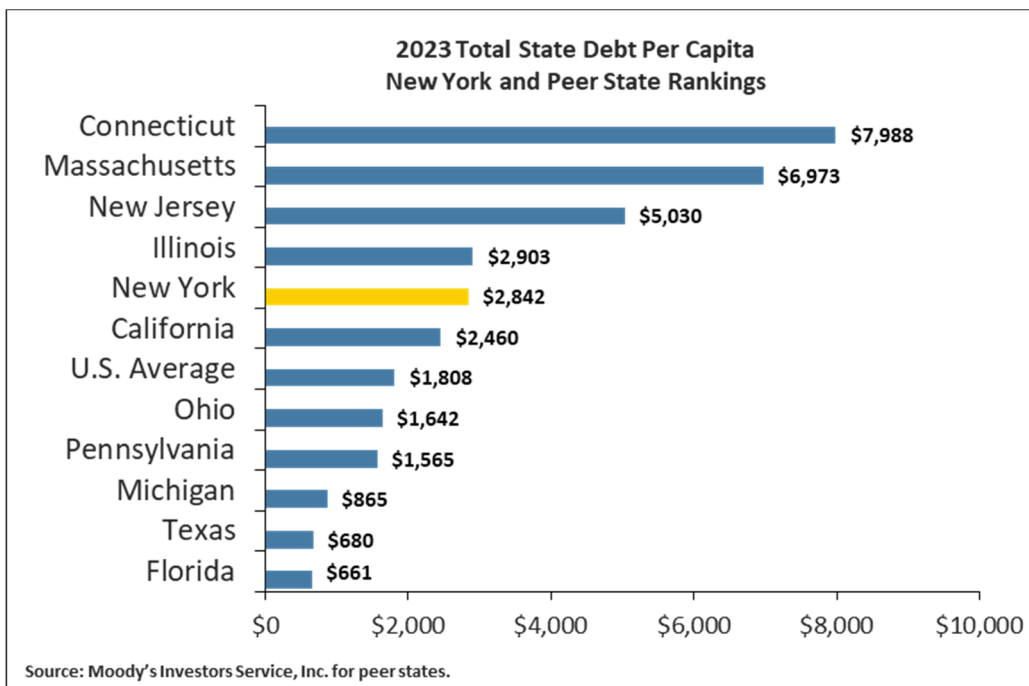 2023 Total State Debt Per Capita
New York and Peer State Rankings
Connecticut $7,988
Massachusetts $6,973
New Jersey $5,030
Illinois $2,903
New York $2,842
California $2,460
U.S. Average $1,808
Ohio $1,642
Pennsylvania $1,565
Michigan $865
Texas $680
Florida $661
$0 $2,000 $4,000 $6,000 $8,000 $10,000
Source: Moody's Investors Service, Inc. for peer states.